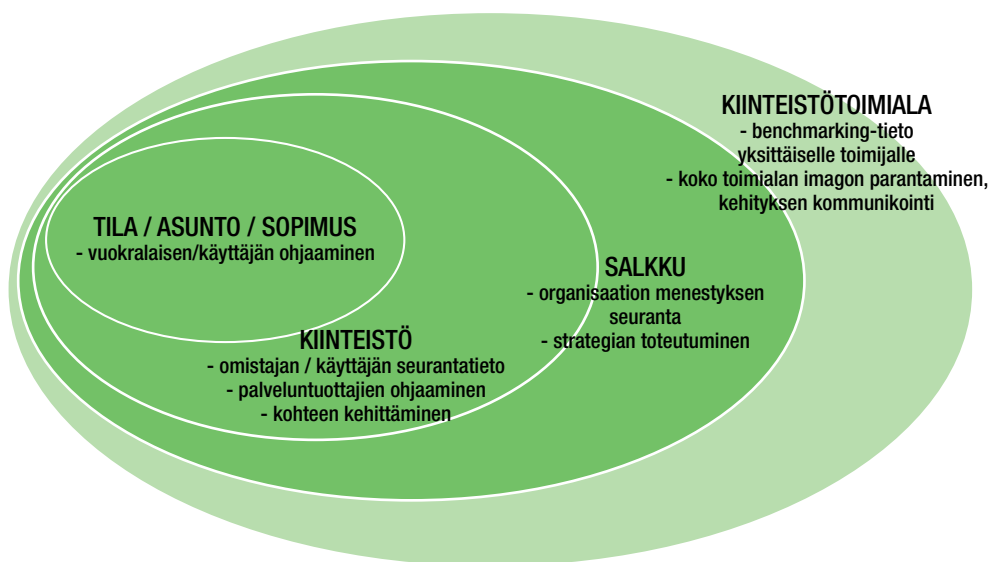 KIINTEISTÖTOIMIALA
- benchmarking-tieto
yksittäiselle toimijalle
- koko toimialan imagon parantaminen,
kehityksen kommunikointi
TILA / ASUNTO / SOPIMUS
- vuokralaisen/käyttäjän ohjaaminen
SALKKU
- organisaation menestyksen
seuranta
- strategian toteutuminen
KIINTEISTÖ
- omistajan / käyttäjän seurantatieto
- palveluntuottajien ohjaaminen
- kohteen kehittäminen